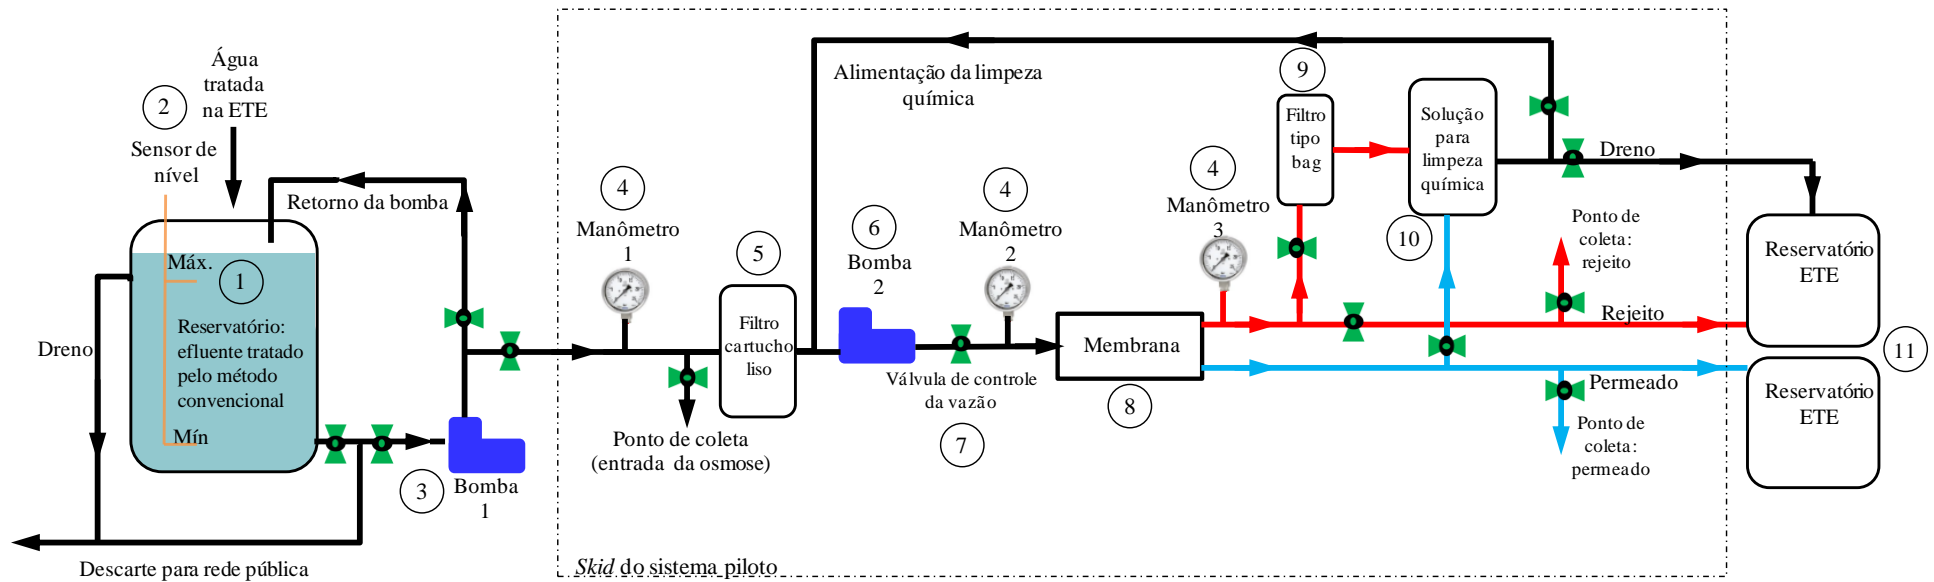 Água
tratada
na ETE
2
Sensor de
nível
Retorno da bomba
Máx.
1
Reservatório:
efluente tratado
pelo método
convencional
Mín
Dreno
3
Bomba
1
Descarte para rede pública
Skid do sistema piloto
4
Manômetro
1
Ponto de coleta
(entrada da osmose)
5
Filtro
cartucho
liso
Alimentação da limpeza
química
6
Bomba
2
4
Manômetro
2
Válvula de controle
da vazão
7
Membrana
8
4
Manômetro
3
9
Filtro
tipo
bag
Solução
para
limpeza
química
10
Dreno
Ponto de
coleta:
rejeito
Rejeito
Permeado
Ponto de
coleta:
permeado
Reservatório
ETE
11
Reservatório
ETE